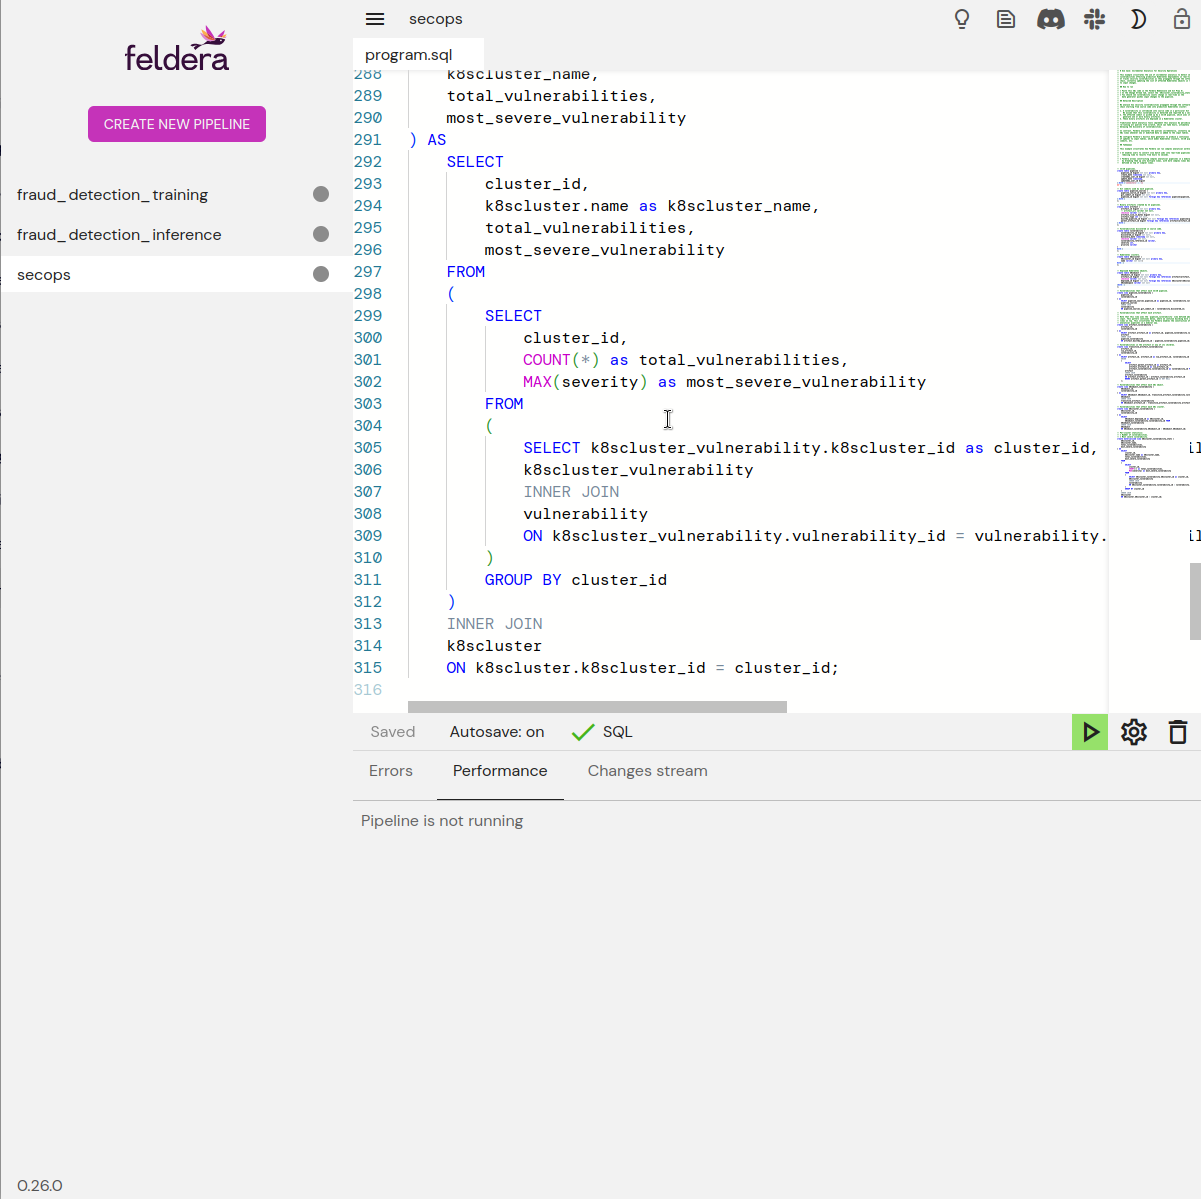 feldera
CREATE NEW PIPELINE
fraud_detection_training
fraud_detection_inference
secops
0.26.0
secops
program.sql
288 k8scluster_name,
289 total_vulnerabilities,
290 most_severe_vulnerability
291 ) AS
292 SELECT
293 cluster_id,
294 k8scluster.name as k8scluster_name,
295 total_vulnerabilities,
296 most_severe_vulnerability
297 FROM
298 (
299 SELECT
300 cluster_id,
301 COUNT(*) as total_vulnerabilities,
302 MAX(severity) as most_severe_vulnerability
303 FROM
304 (
305 SELECT k8scluster_vulnerability.k8scluster_id as cluster_id,
306 k8scluster_vulnerability
307 INNER JOIN
308 vulnerability
309 ON k8scluster_vulnerability.vulnerability_id = vulnerability.
310 )
311 GROUP BY cluster_id
312 )
313 INNER JOIN
314 k8scluster
315 ON k8scluster.k8scluster_id = cluster_id;
316
Saved Autosave: on SQL
Errors Performance Changes stream
Pipeline is not running